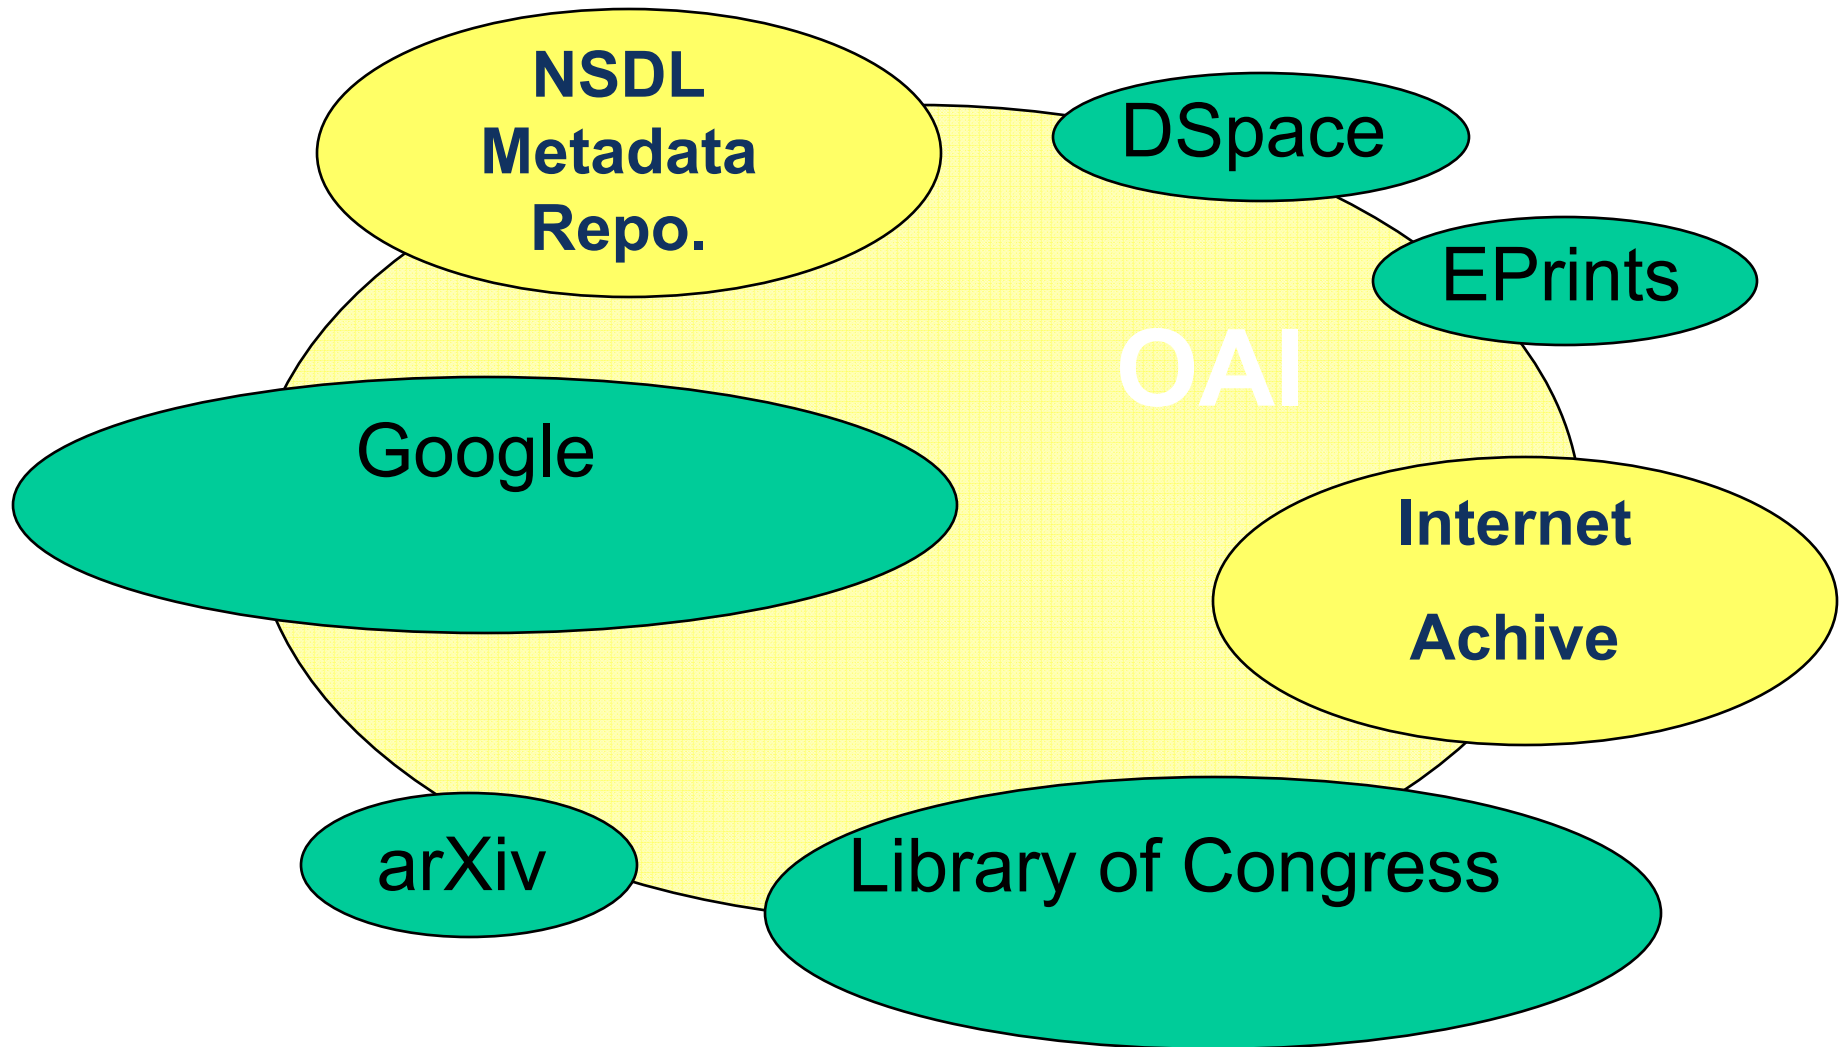 NSDL
Metadata
Repo.
DSpace
EPrints
OAI
Google
Internet
Achive
arXiv
Library of Congress